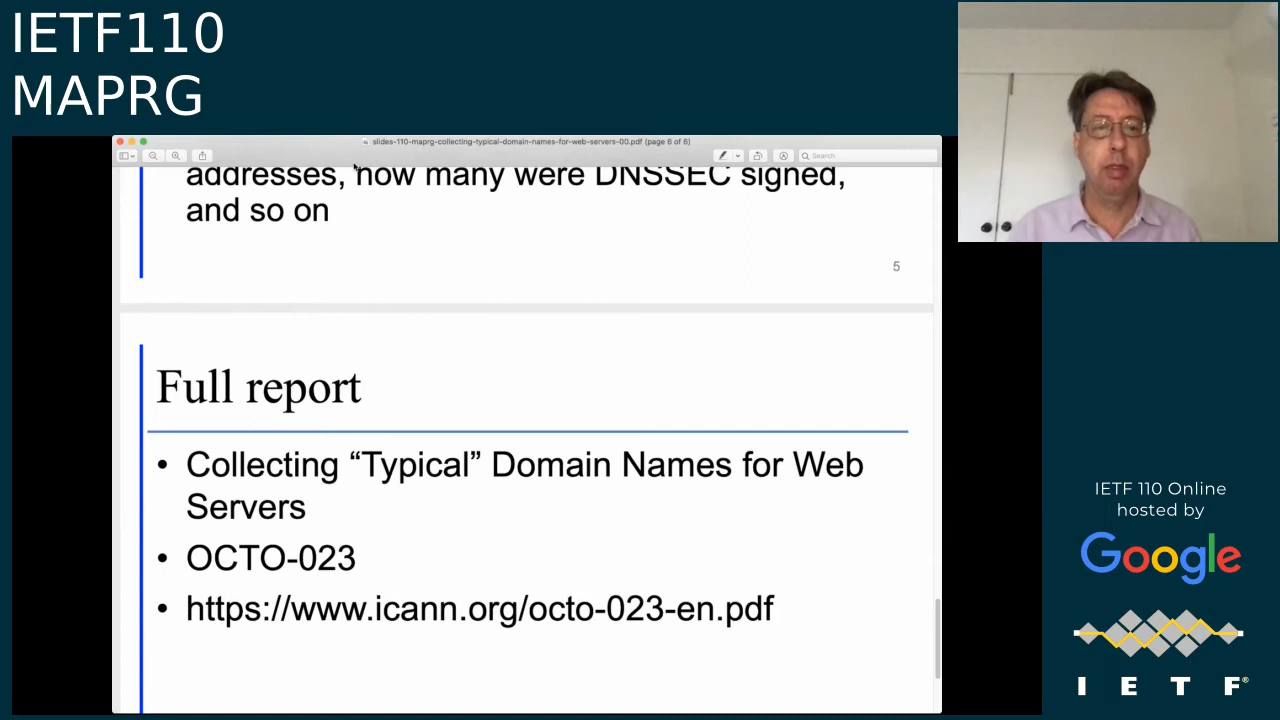 IETF110
MAPRG
slides-110-maprg-collecting-typical-domain-names-for-web-servers-00.pdf (page 6 of 6)
Search
addresses, how many were DNSSEC signed,
and so on
5
Full report
• Collecting “Typical” Domain Names for Web
Servers
• OCTO-023
• https://www.icann.org/octo-023-en.pdf
IETF 110 Online
hosted by
Google
I E T F®